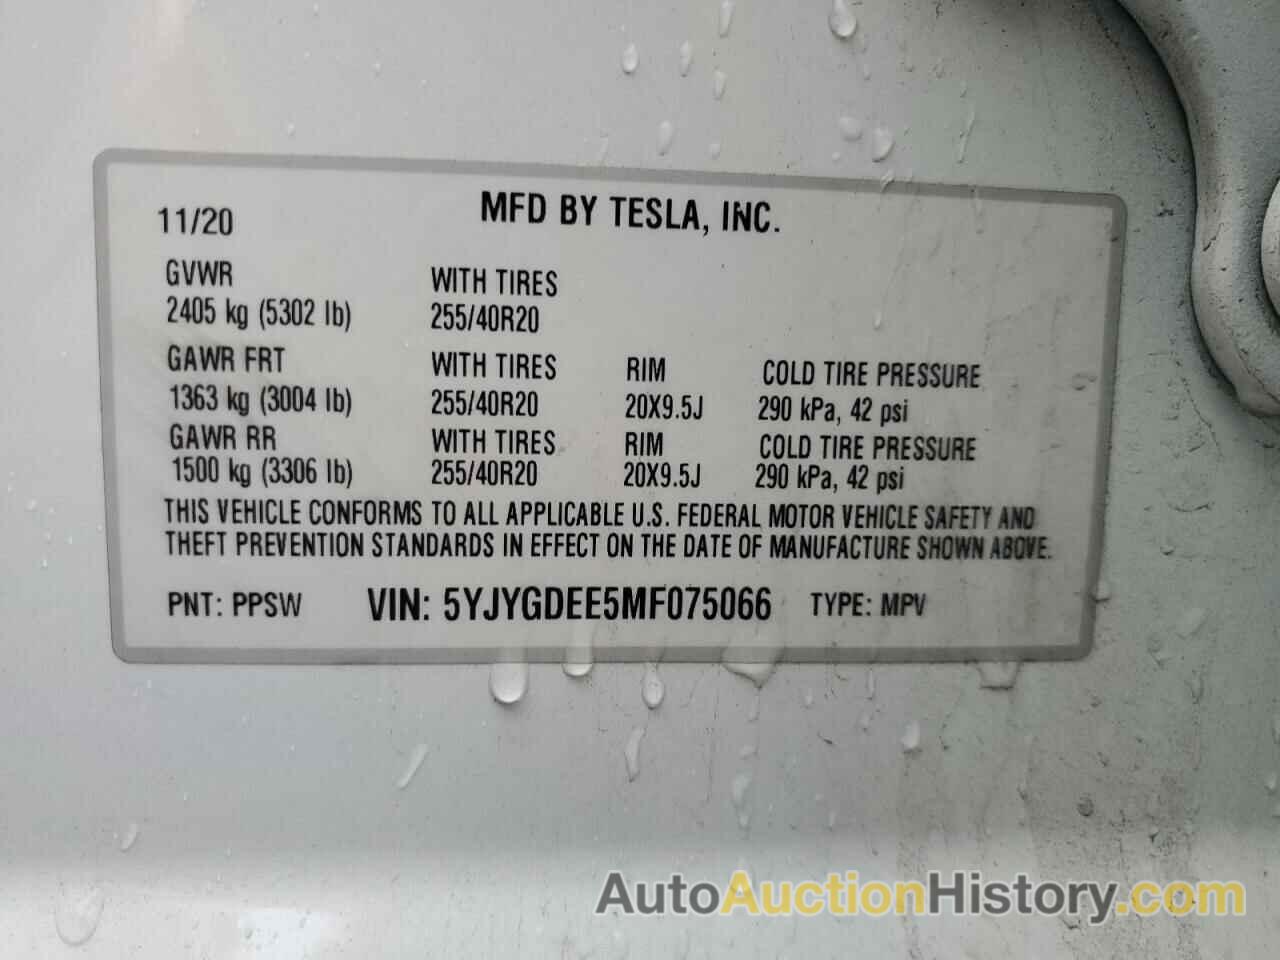 MFD BY TESLA, INC.
11/20
GVWR WITH TIRES
2405 kg (5302 lb) 255/40R20
GAWR FRT WITH TIRES RIM COLD TIRE PRESSURE
1363 kg (3004 lb) 255/40R20 20X9.5J 290 kPa, 42 psi
GAWR RR WITH TIRES RIM COLD TIRE PRESSURE
1500 kg (3306 lb) 255/40R20 20X9.5J 290 kPa, 42 psi
THIS VEHICLE CONFORMS TO ALL APPLICABLE U.S. FEDERAL MOTOR VEHICLE SAFETY AND
THEFT PREVENTION STANDARDS IN EFFECT ON THE DATE OF MANUFACTURE SHOWN ABOVE.
PNT: PPSW VIN: 5YJYGDEE5MF075066 TYPE: MPV
AutoAuctionHistory.com